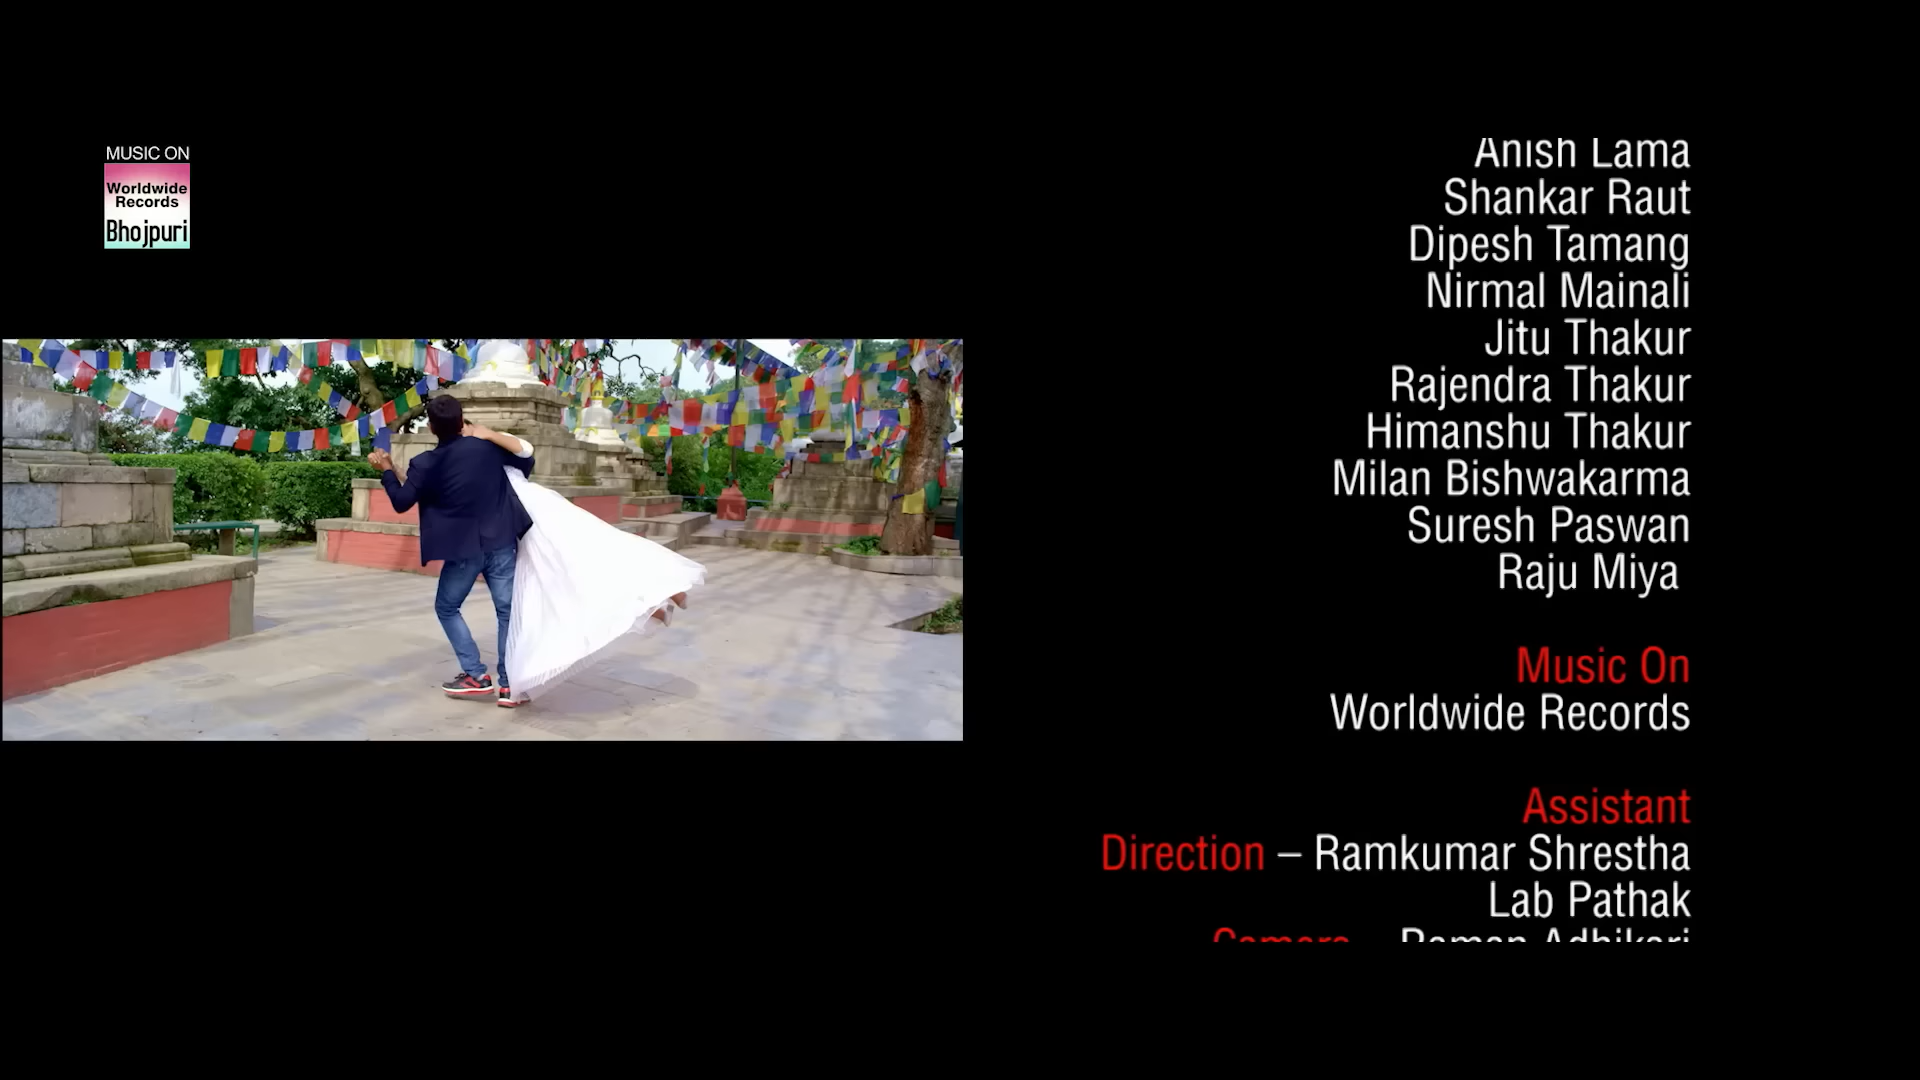 MUSIC ON
Worldwide
Records
Bhojpuri
Anish Lama
Shankar Raut
Dipesh Tamang
Nirmal Mainali
Jitu Thakur
Rajendra Thakur
Himanshu Thakur
Milan Bishwakarma
Suresh Paswan
Raju Miya
Music On
Worldwide Records
Assistant
Direction – Ramkumar Shrestha
Lab Pathak